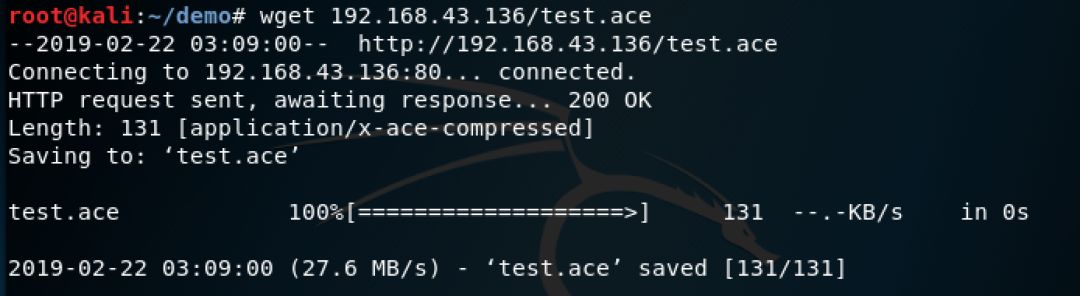 root@kali:~/demo# wget 192.168.43.136/test.ace
--2019-02-22 03:09:00--  http://192.168.43.136/test.ace
Connecting to 192.168.43.136:80... connected.
HTTP request sent, awaiting response... 200 OK
Length: 131 [application/x-ace-compressed]
Saving to: ‘test.ace’
test.ace            100%[===================>]     131  --.-KB/s    in 0s
2019-02-22 03:09:00 (27.6 MB/s) - ‘test.ace’ saved [131/131]